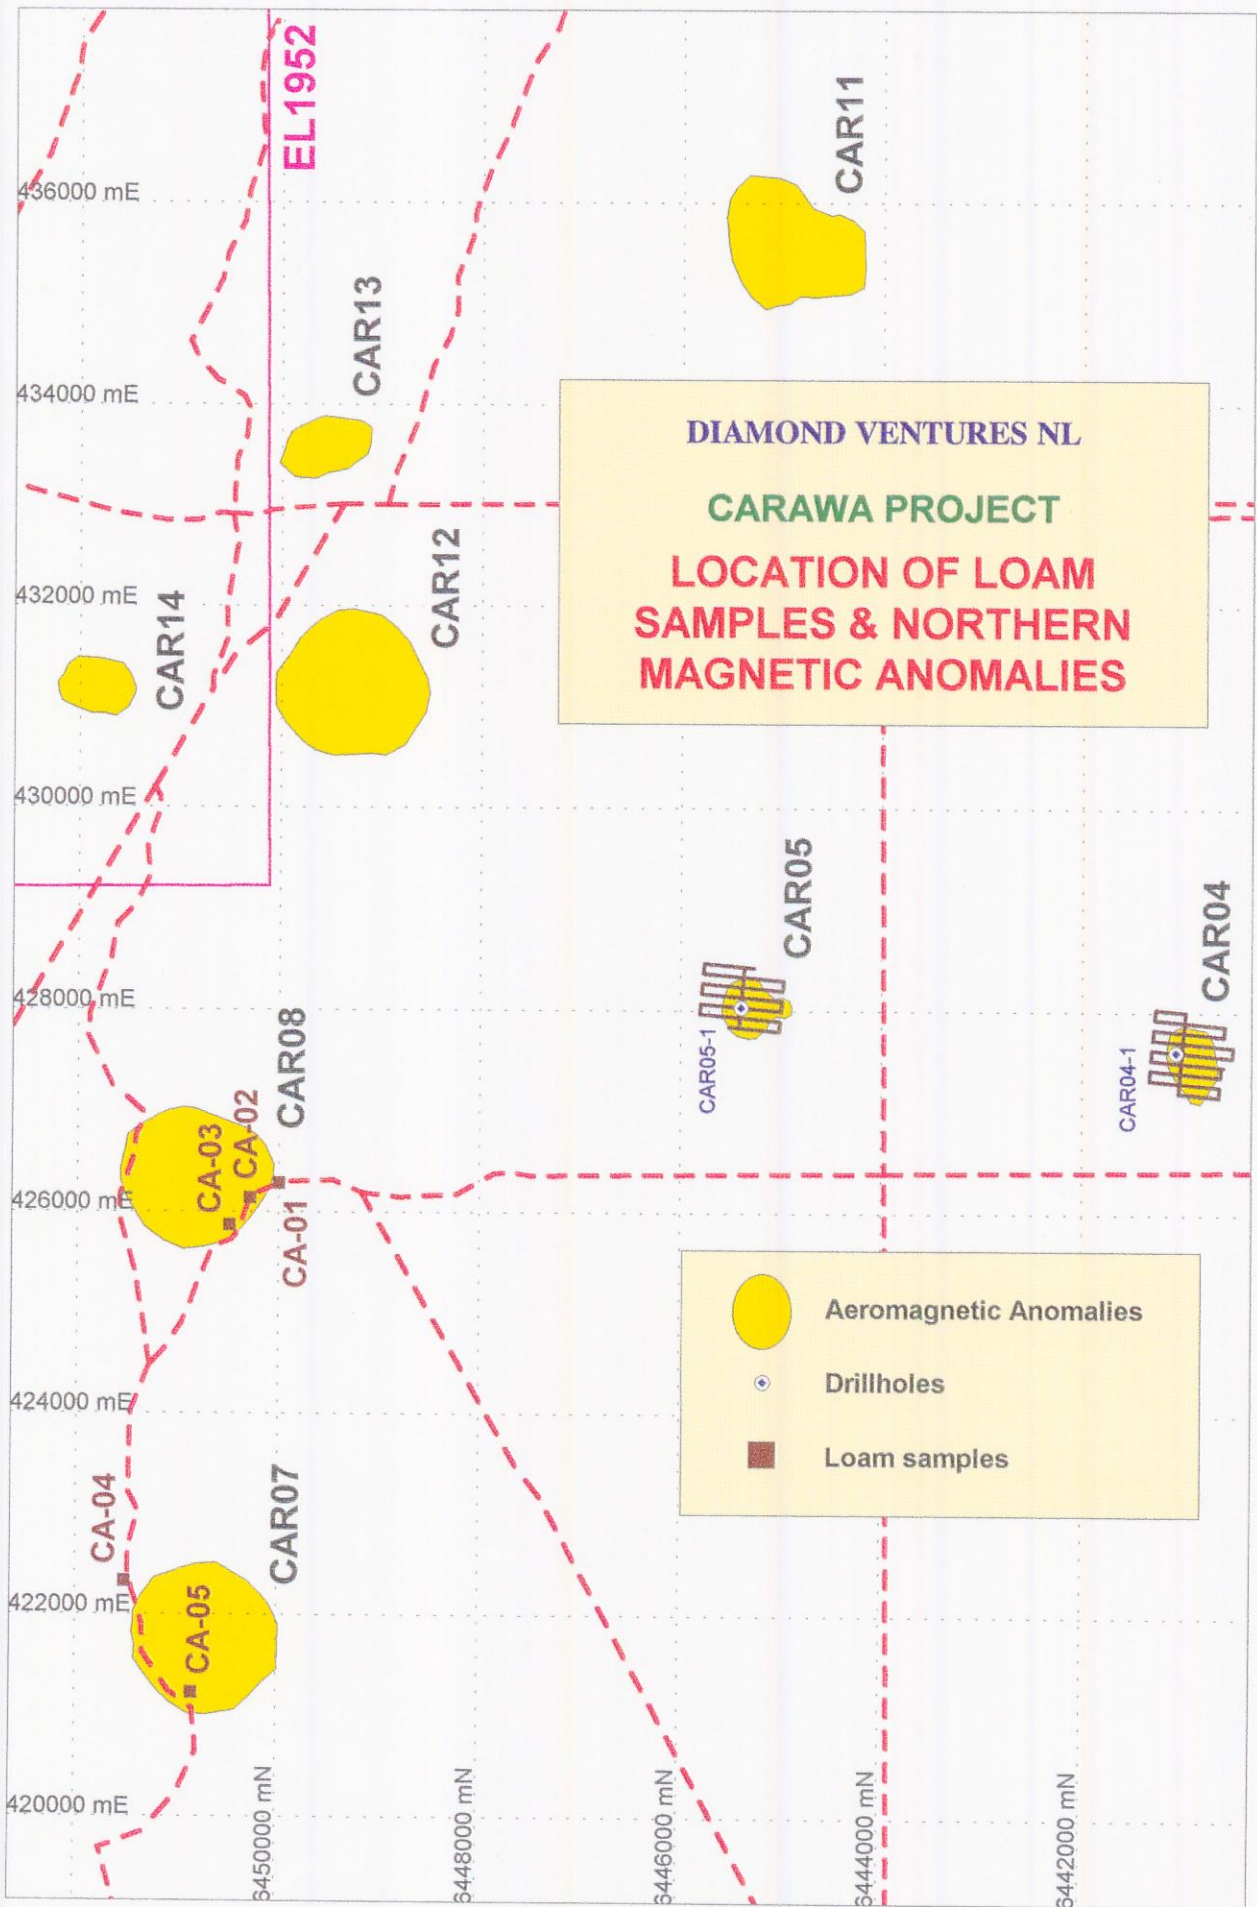 EL1952
436000 mE
CAR11
CAR13
434000 mE
DIAMOND VENTURES NL
CARAWA PROJECT
LOCATION OF LOAM
SAMPLES & NORTHERN
MAGNETIC ANOMALIES
CAR12
432000 mE
CAR14
430000 mE
CAR05
CAR04
428000 mE
CAR05-1
CAR04-1
CAR08
CA-02
CA-03
426000 mE
CA-01
Aeromagnetic Anomalies
Drillholes
Loam samples
424000 mE
CA-04
CAR07
422000 mE
CA-05
420000 mE
6450000 mN
6448000 mN
6446000 mN
6444000 mN
6442000 mN